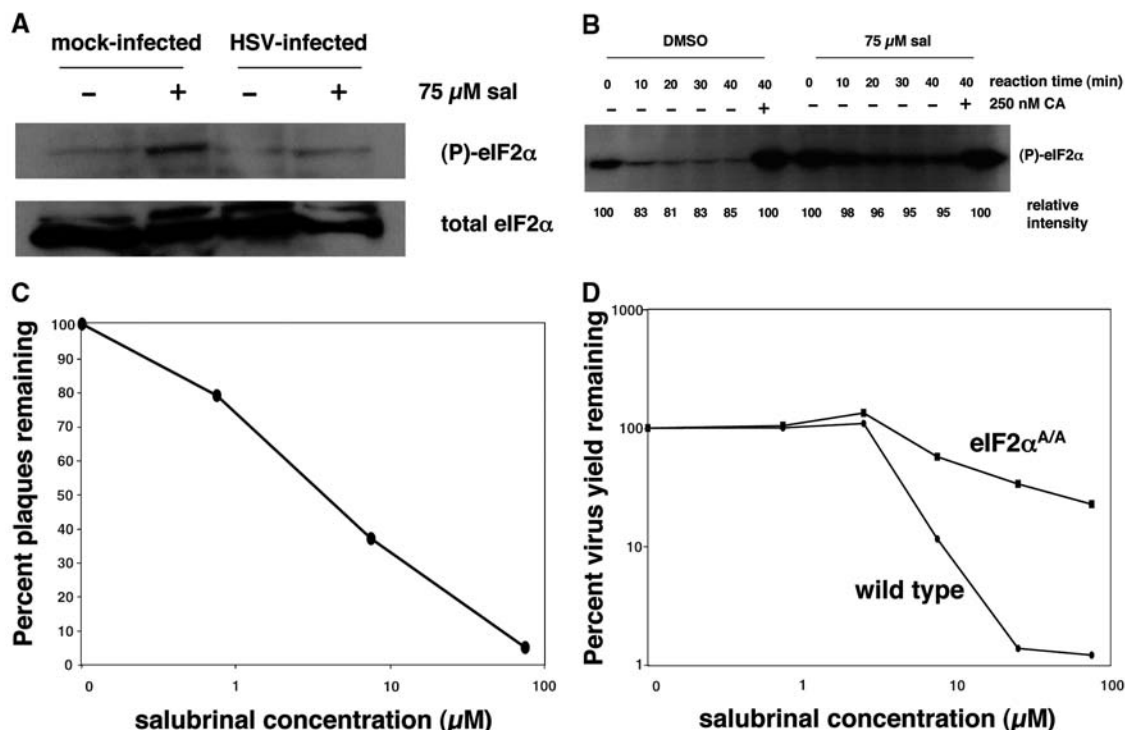 A
mock-infected HSV-infected
– + – + 75 µM sal
(P)-eIF2α
total eIF2α
B
DMSO 75 µM sal
0 10 20 30 40 40 0 10 20 30 40 40 reaction time (min)
– – – – – + – – – – – + 250 nM CA
(P)-eIF2α
100 83 81 83 85 100 100 98 96 95 95 100 relative
intensity
C
Percent plaques remaining
100
90
80
70
60
50
40
30
20
10
0
0 1 10 100
salubrinal concentration (µM)
D
Percent virus yield remaining
1000
100
10
1
eIF2αA/A
wild type
0 1 10 100
salubrinal concentration (µM)